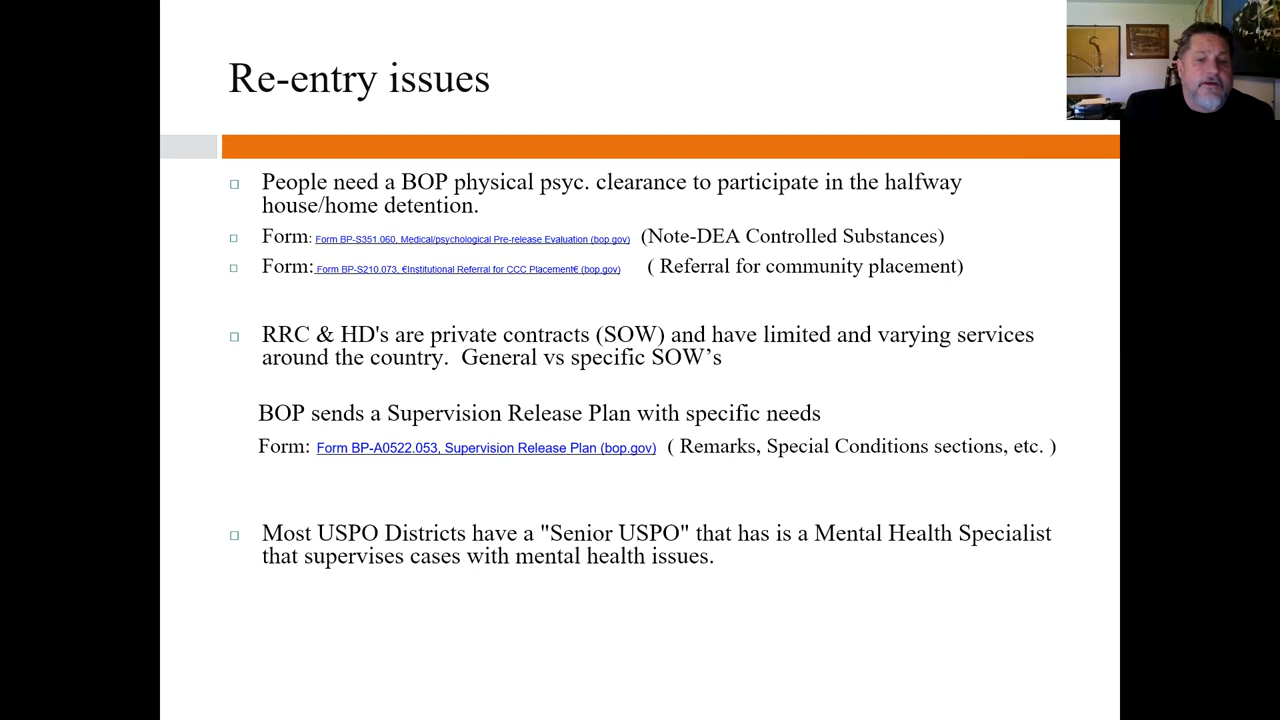 Re-entry issues
People need a BOP physical psyc. clearance to participate in the halfway
house/home detention.
Form: Form BP-S351.060, Medical/psychological Pre-release Evaluation (bop.gov) (Note-DEA Controlled Substances)
Form: Form BP-S210.073, €Institutional Referral for CCC Placement€ (bop.gov) ( Referral for community placement)
RRC & HD's are private contracts (SOW) and have limited and varying services
around the country. General vs specific SOW’s
BOP sends a Supervision Release Plan with specific needs
Form: Form BP-A0522.053, Supervision Release Plan (bop.gov) ( Remarks, Special Conditions sections, etc. )
Most USPO Districts have a "Senior USPO" that has is a Mental Health Specialist
that supervises cases with mental health issues.